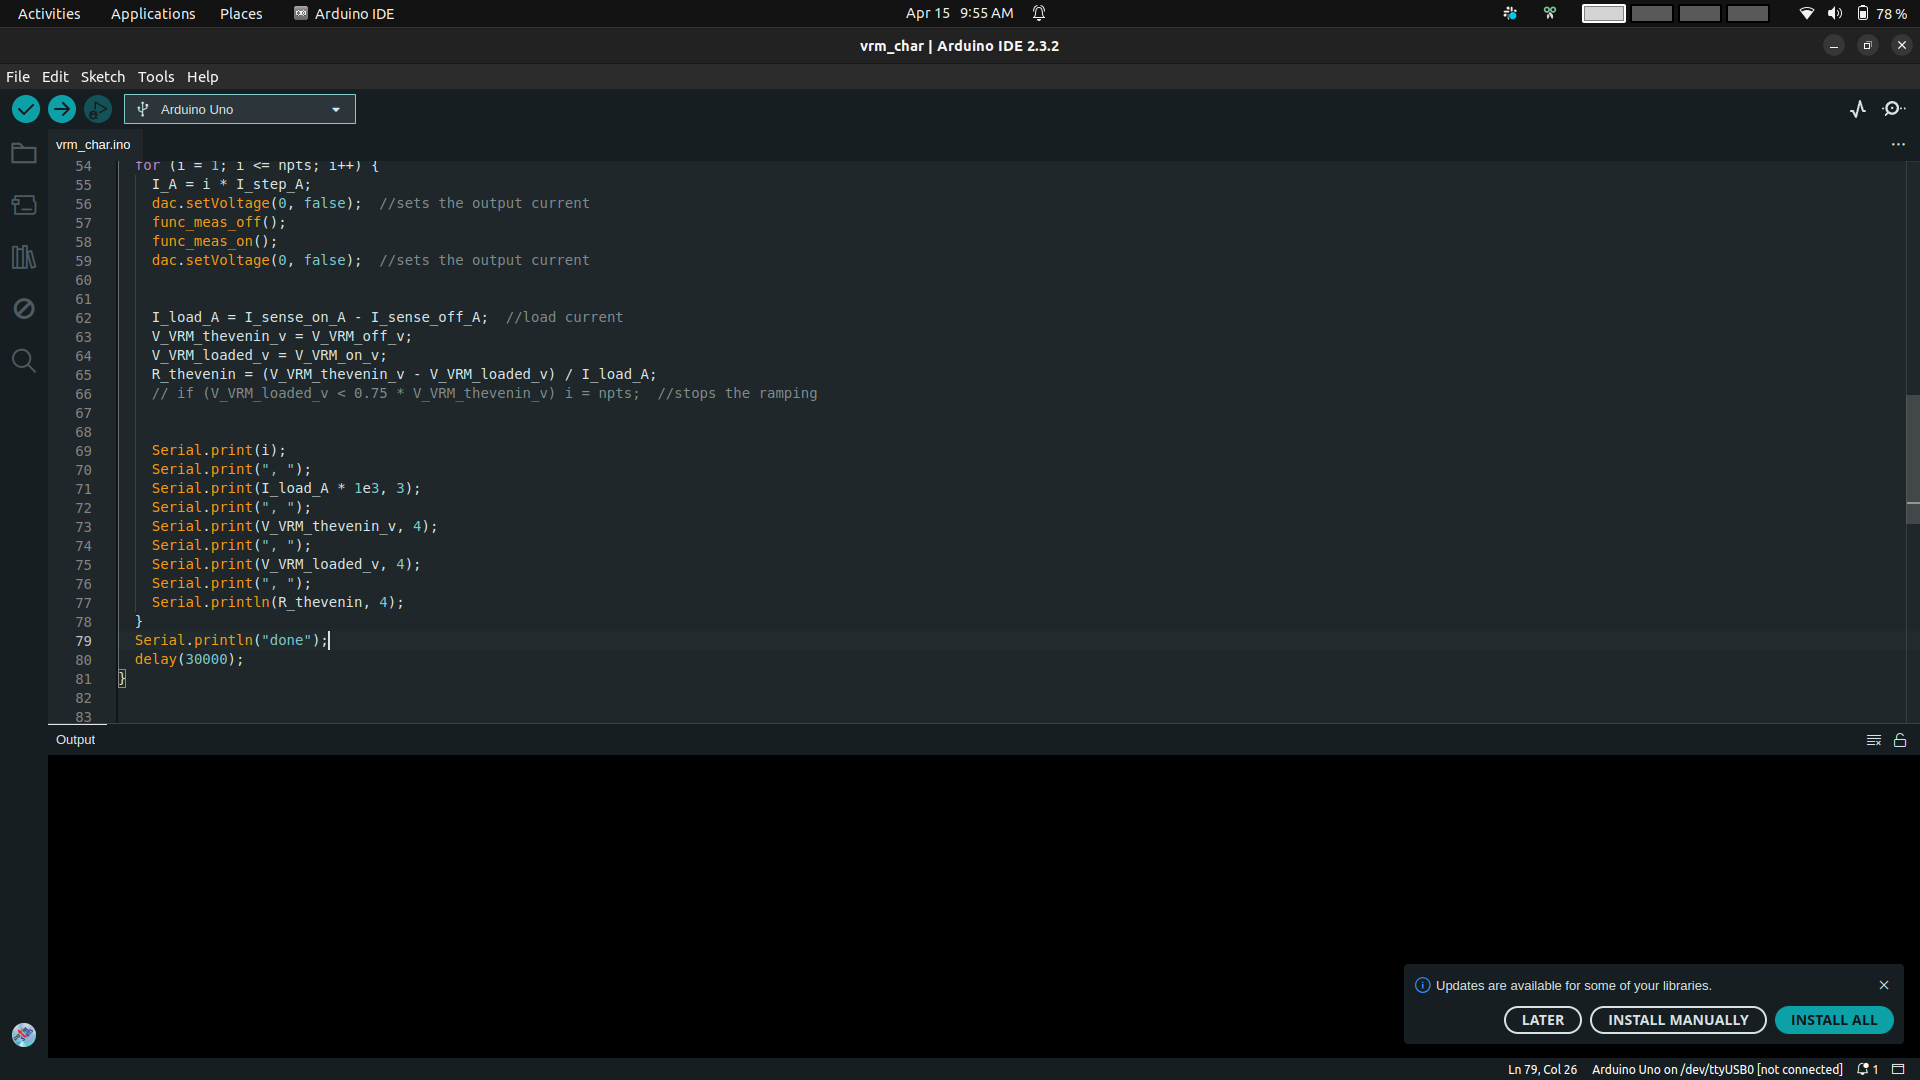 Activities Applications Places Arduino IDE Apr 15 9:55 AM 78 %
vrm_char | Arduino IDE 2.3.2
File Edit Sketch Tools Help
Arduino Uno
vrm_char.ino
54 for (i = 1; i <= npts; i++) {
55 I_A = i * I_step_A;
56 dac.setVoltage(0, false);  //sets the output current
57 func_meas_off();
58 func_meas_on();
59 dac.setVoltage(0, false);  //sets the output current
60
61
62 I_load_A = I_sense_on_A - I_sense_off_A;  //load current
63 V_VRM_thevenin_v = V_VRM_off_v;
64 V_VRM_loaded_v = V_VRM_on_v;
65 R_thevenin = (V_VRM_thevenin_v - V_VRM_loaded_v) / I_load_A;
66 // if (V_VRM_loaded_v < 0.75 * V_VRM_thevenin_v) i = npts;  //stops the ramping
67
68
69 Serial.print(i);
70 Serial.print(", ");
71 Serial.print(I_load_A * 1e3, 3);
72 Serial.print(", ");
73 Serial.print(V_VRM_thevenin_v, 4);
74 Serial.print(", ");
75 Serial.print(V_VRM_loaded_v, 4);
76 Serial.print(", ");
77 Serial.println(R_thevenin, 4);
78 }
79 Serial.println("done");
80 delay(30000);
81 }
82
83
Output
Updates are available for some of your libraries.
LATER INSTALL MANUALLY INSTALL ALL
Ln 79, Col 26 Arduino Uno on /dev/ttyUSB0 [not connected] 1